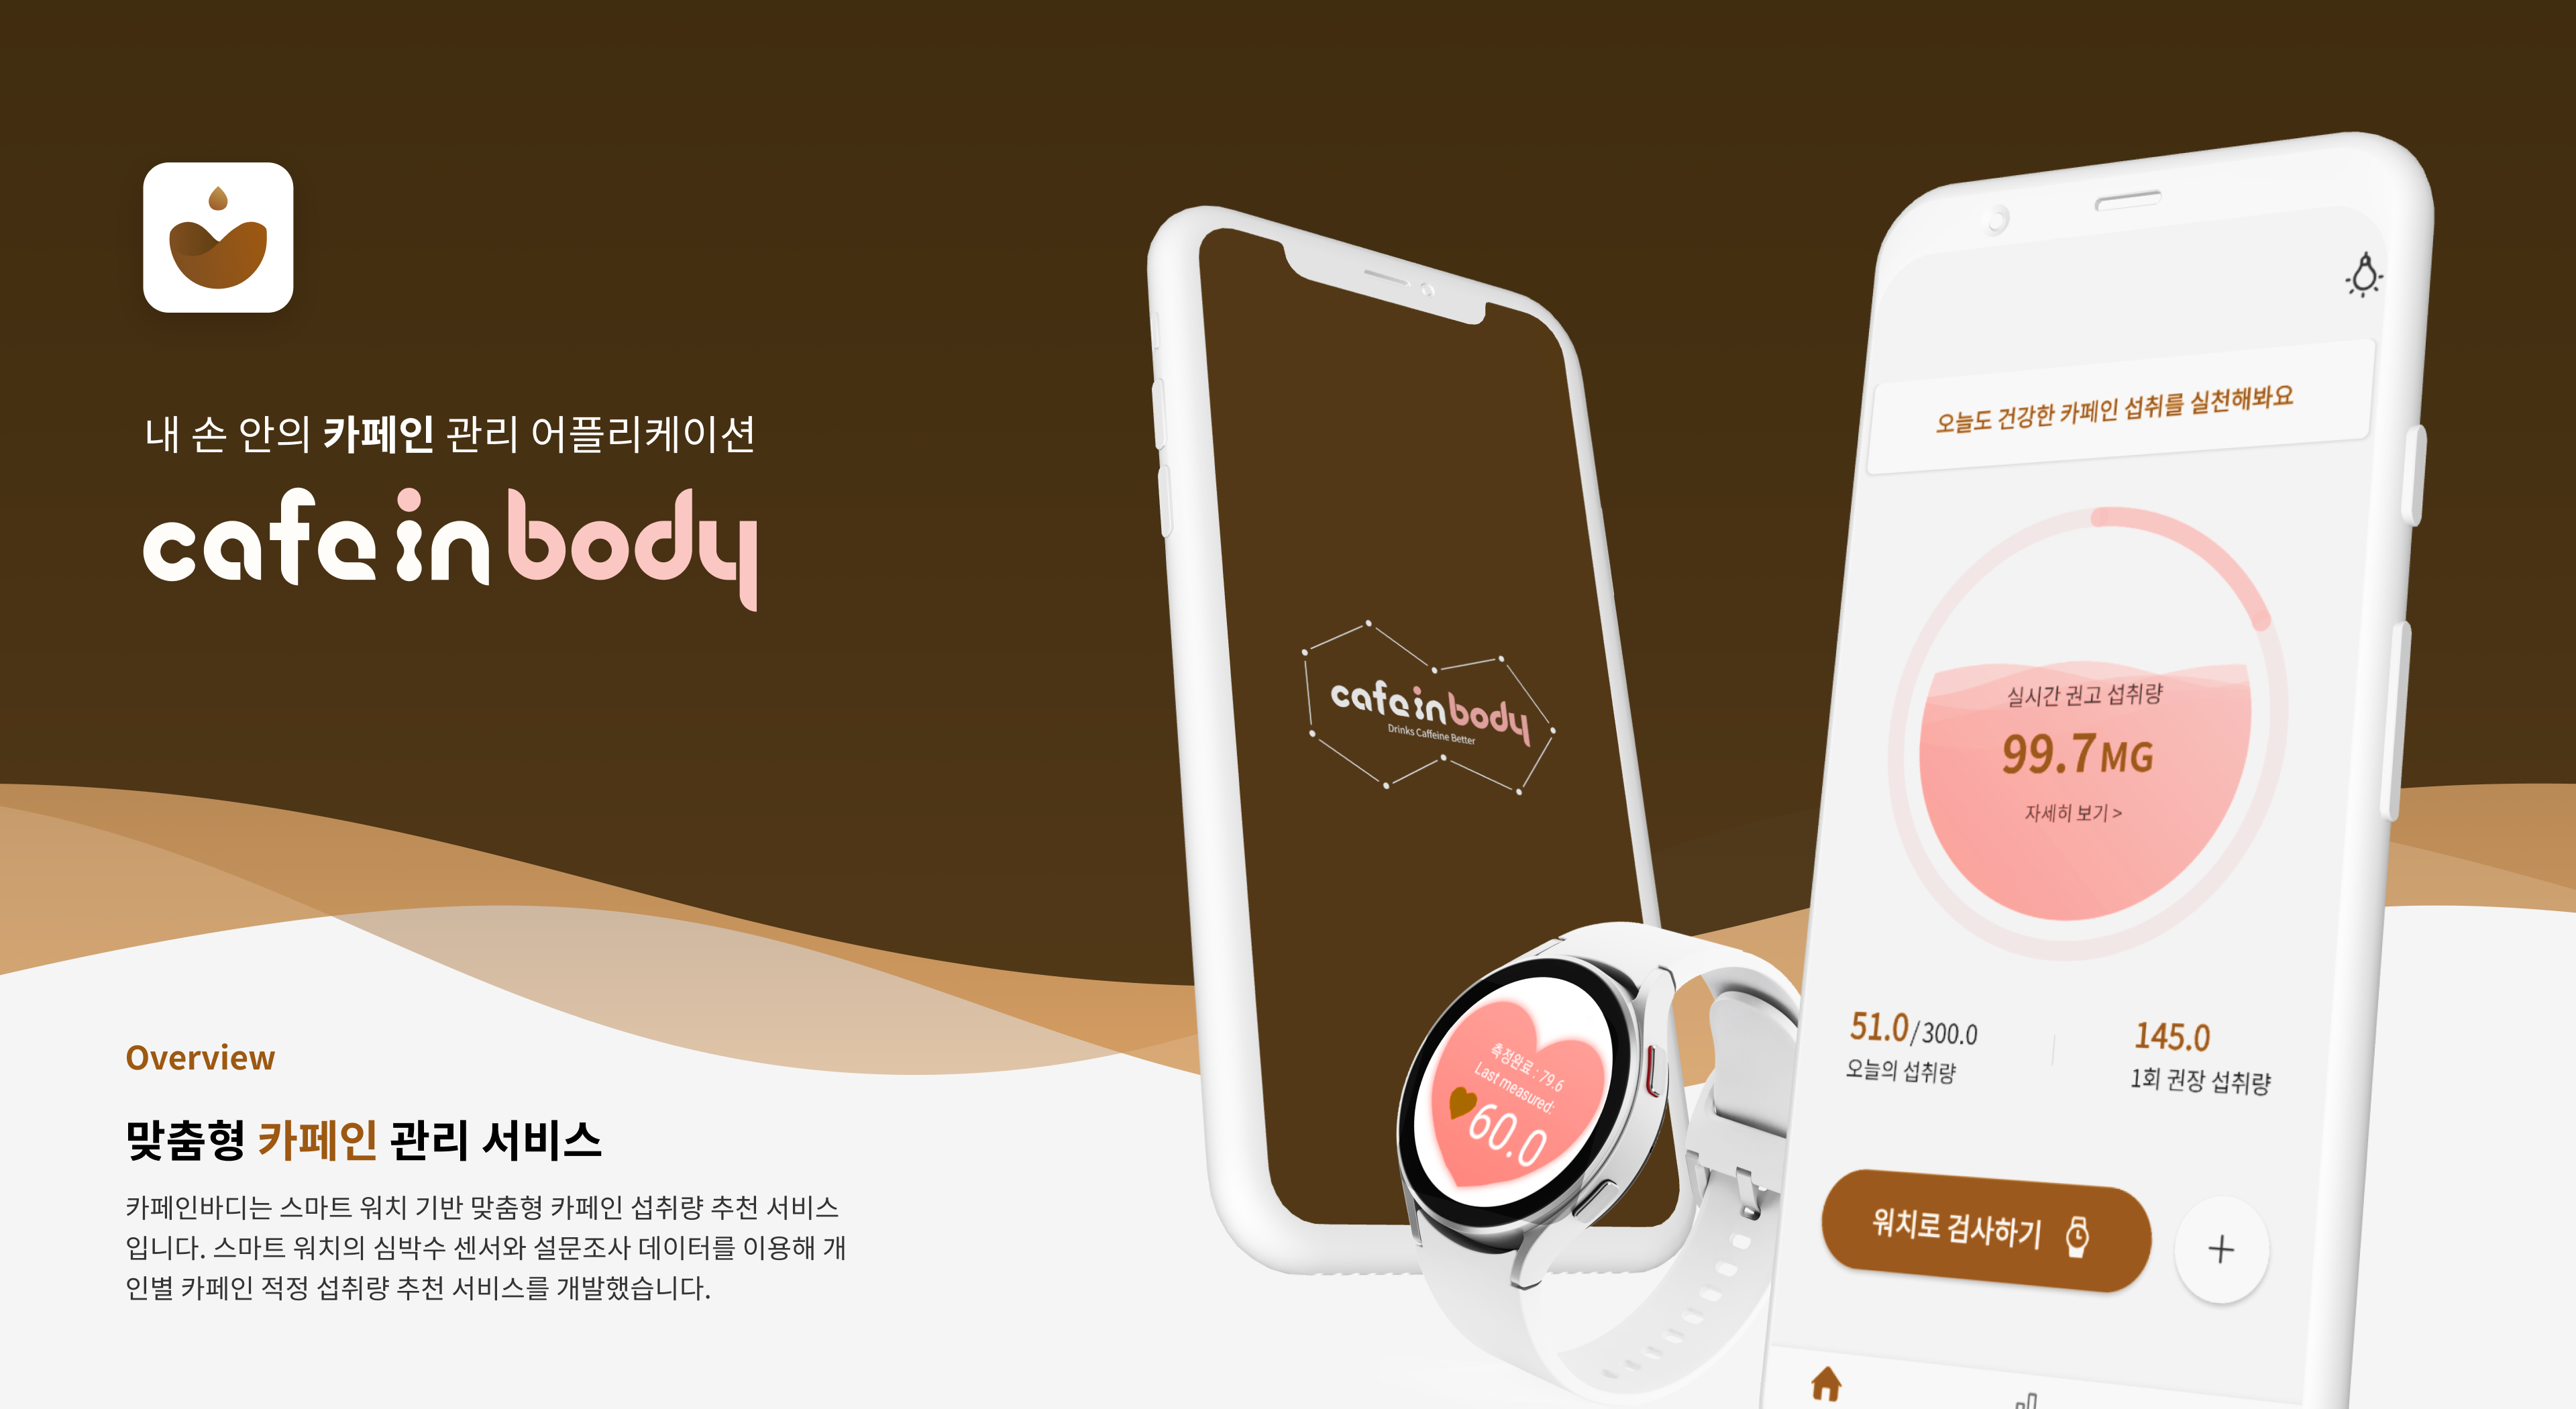 내 손 안의 카페인 관리 어플리케이션
cafeinbody
Overview
맞춤형 카페인 관리 서비스
카페인바디는 스마트 워치 기반 맞춤형 카페인 섭취량 추천 서비스
입니다. 스마트 워치의 심박수 센서와 설문조사 데이터를 이용해 개
인별 카페인 적정 섭취량 추천 서비스를 개발했습니다.
cafeinbody
Drinks Caffeine Better
측정완료 : 79.6
Last measured:
60.0
오늘도 건강한 카페인 섭취를 실천해봐요
실시간 권고 섭취량
99.7MG
자세히 보기 >
51.0/300.0
오늘의 섭취량
145.0
1회 권장 섭취량
워치로 검사하기
+